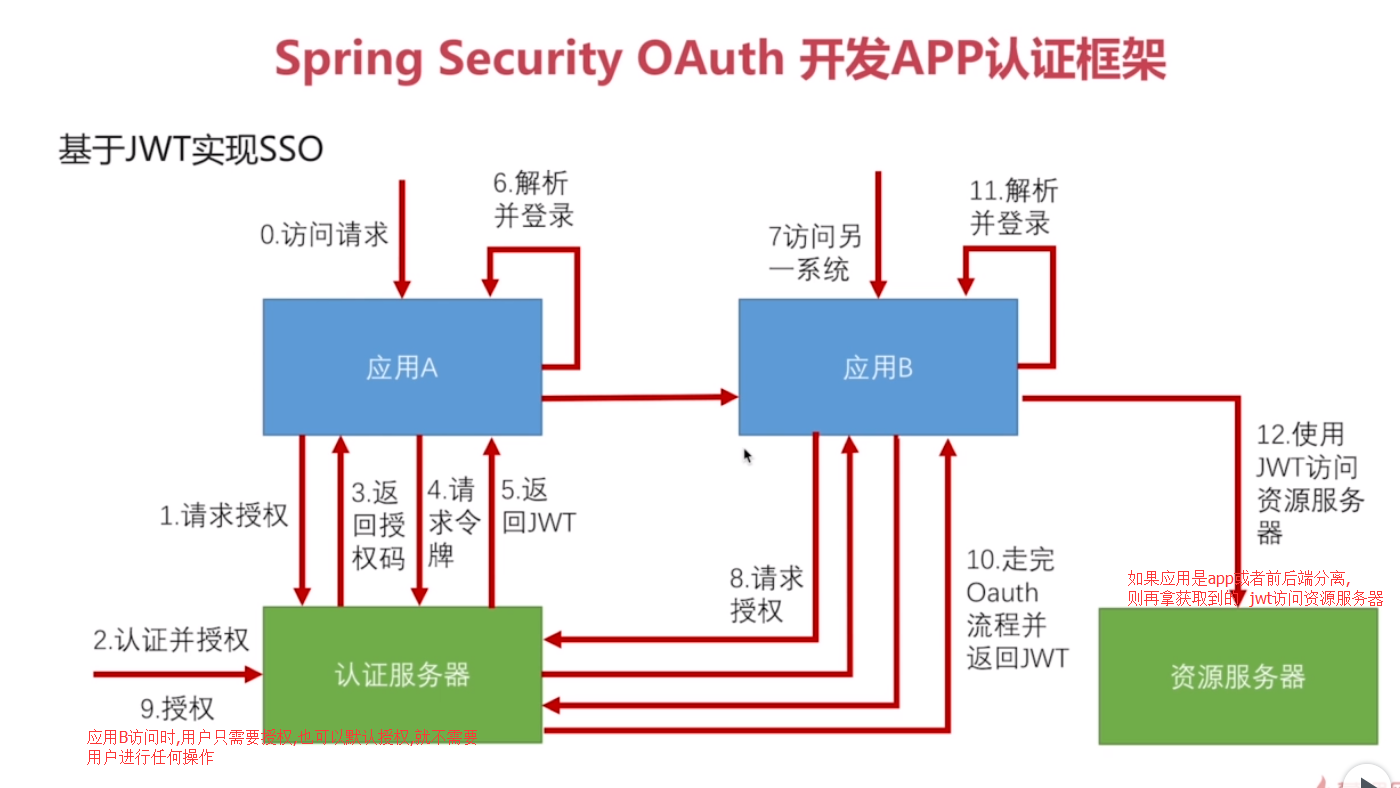 Spring Security OAuth 开发APP认证框架
基于JWT实现SSO
0.访问请求
6.解析
并登录
7访问另
一系统
11.解析
并登录
应用A
应用B
1.请求授权
3.返
回授
权码
4.请
求令
牌
5.返
回JWT
8.请求
授权
10.走完
Oauth
流程并
返回JWT
12.使用
JWT访问
资源服务
器
如果应用是app或者前后端分离,
则再拿获取到的 jwt访问资源服务器
2.认证并授权
9.授权
认证服务器
资源服务器
应用B访问时,用户只需要授权,也可以默认授权,就不需要
用户进行任何操作